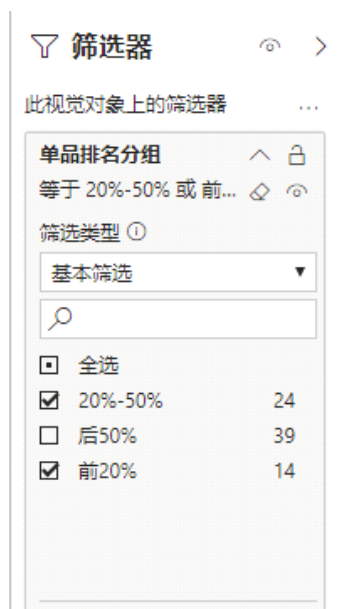 筛选器
此视觉对象上的筛选器 ...
单品排名分组
等于 20%-50% 或 前...
筛选类型
基本筛选
全选
20%-50% 24
后50% 39
前20% 14